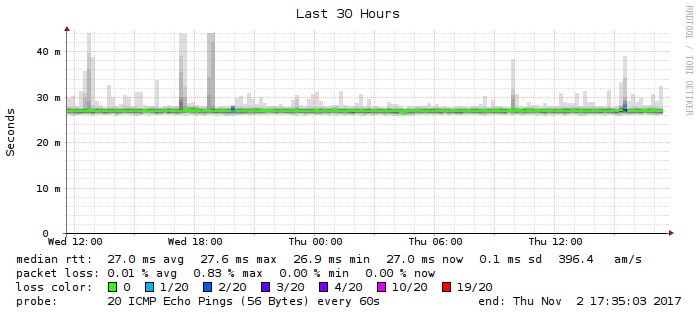 Last 30 Hours
RRDTOOL / TOBI OETIKER
Seconds
40 m
30 m
20 m
10 m
0
Wed 12:00 Wed 18:00 Thu 00:00 Thu 06:00 Thu 12:00
median rtt: 27.0 ms avg 27.6 ms max 26.9 ms min 27.0 ms now 0.1 ms sd 396.4 am/s
packet loss: 0.01 % avg 0.83 % max 0.00 % min 0.00 % now
loss color: 0 1/20 2/20 3/20 4/20 10/20 19/20
probe: 20 ICMP Echo Pings (56 Bytes) every 60s end: Thu Nov 2 17:35:03 2017